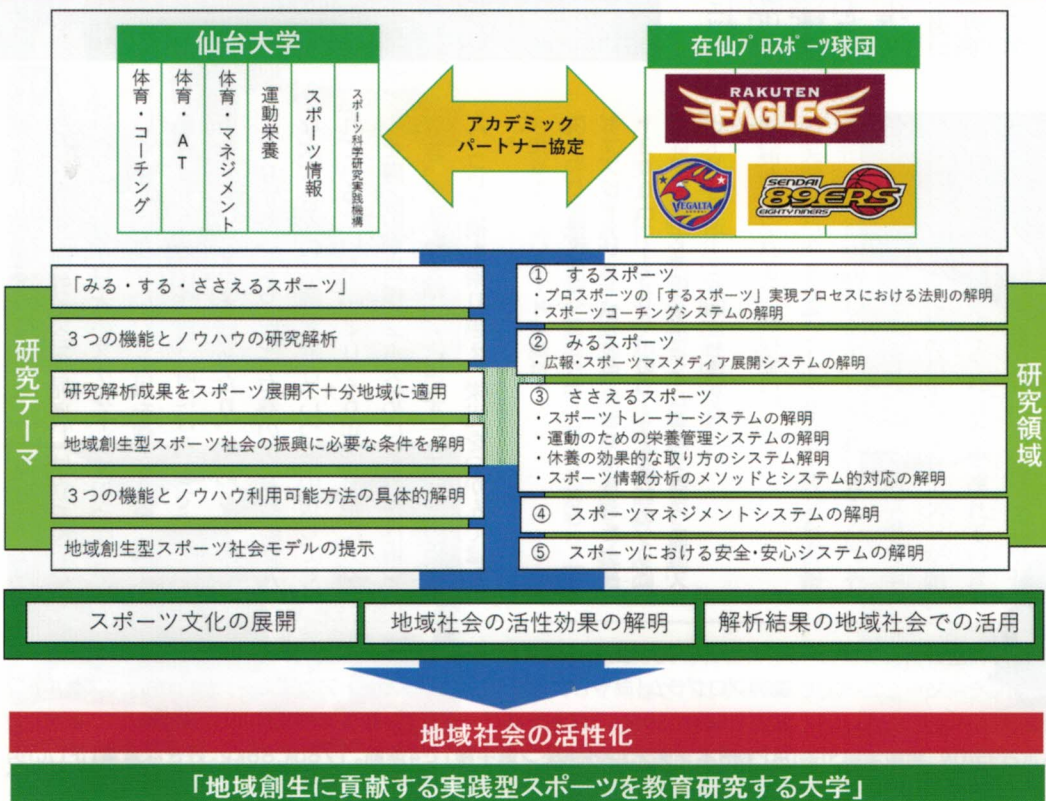 仙台大学
体育・コーチング
体育・AT
体育・マネジメント
運動栄養
スポーツ情報
スポーツ科学研究実践機構
アカデミック
パートナー協定
在仙プロスポーツ球団
RAKUTEN
EAGLES
VEGALTA
SENDAI
89ERS
EIGHTYNINERS
研究テーマ
「みる・する・ささえるスポーツ」
3つの機能とノウハウの研究解析
研究解析成果をスポーツ展開不十分地域に適用
地域創生型スポーツ社会の振興に必要な条件を解明
3つの機能とノウハウ利用可能方法の具体的解明
地域創生型スポーツ社会モデルの提示
研究領域
① するスポーツ
・プロスポーツの「するスポーツ」実現プロセスにおける法則の解明
・スポーツコーチングシステムの解明
② みるスポーツ
・広報・スポーツマスメディア展開システムの解明
③ ささえるスポーツ
・スポーツトレーナーシステムの解明
・運動のための栄養管理システムの解明
・休養の効果的な取り方のシステム解明
・スポーツ情報分析のメソッドとシステム的対応の解明
④ スポーツマネジメントシステムの解明
⑤ スポーツにおける安全・安心システムの解明
スポーツ文化の展開
地域社会の活性効果の解明
解析結果の地域社会での活用
地域社会の活性化
「地域創生に貢献する実践型スポーツを教育研究する大学」